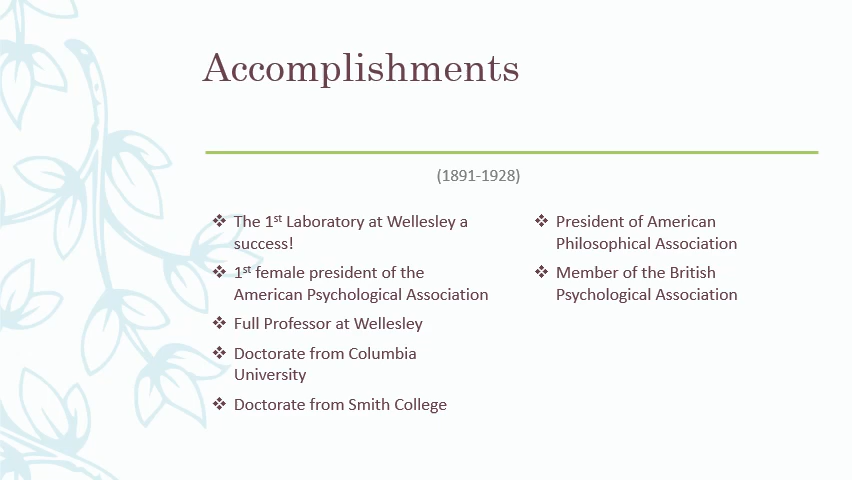 Accomplishments
(1891-1928)
❖ The 1st Laboratory at Wellesley a
success!
❖ 1st female president of the
American Psychological Association
❖ Full Professor at Wellesley
❖ Doctorate from Columbia
University
❖ Doctorate from Smith College
❖ President of American
Philosophical Association
❖ Member of the British
Psychological Association